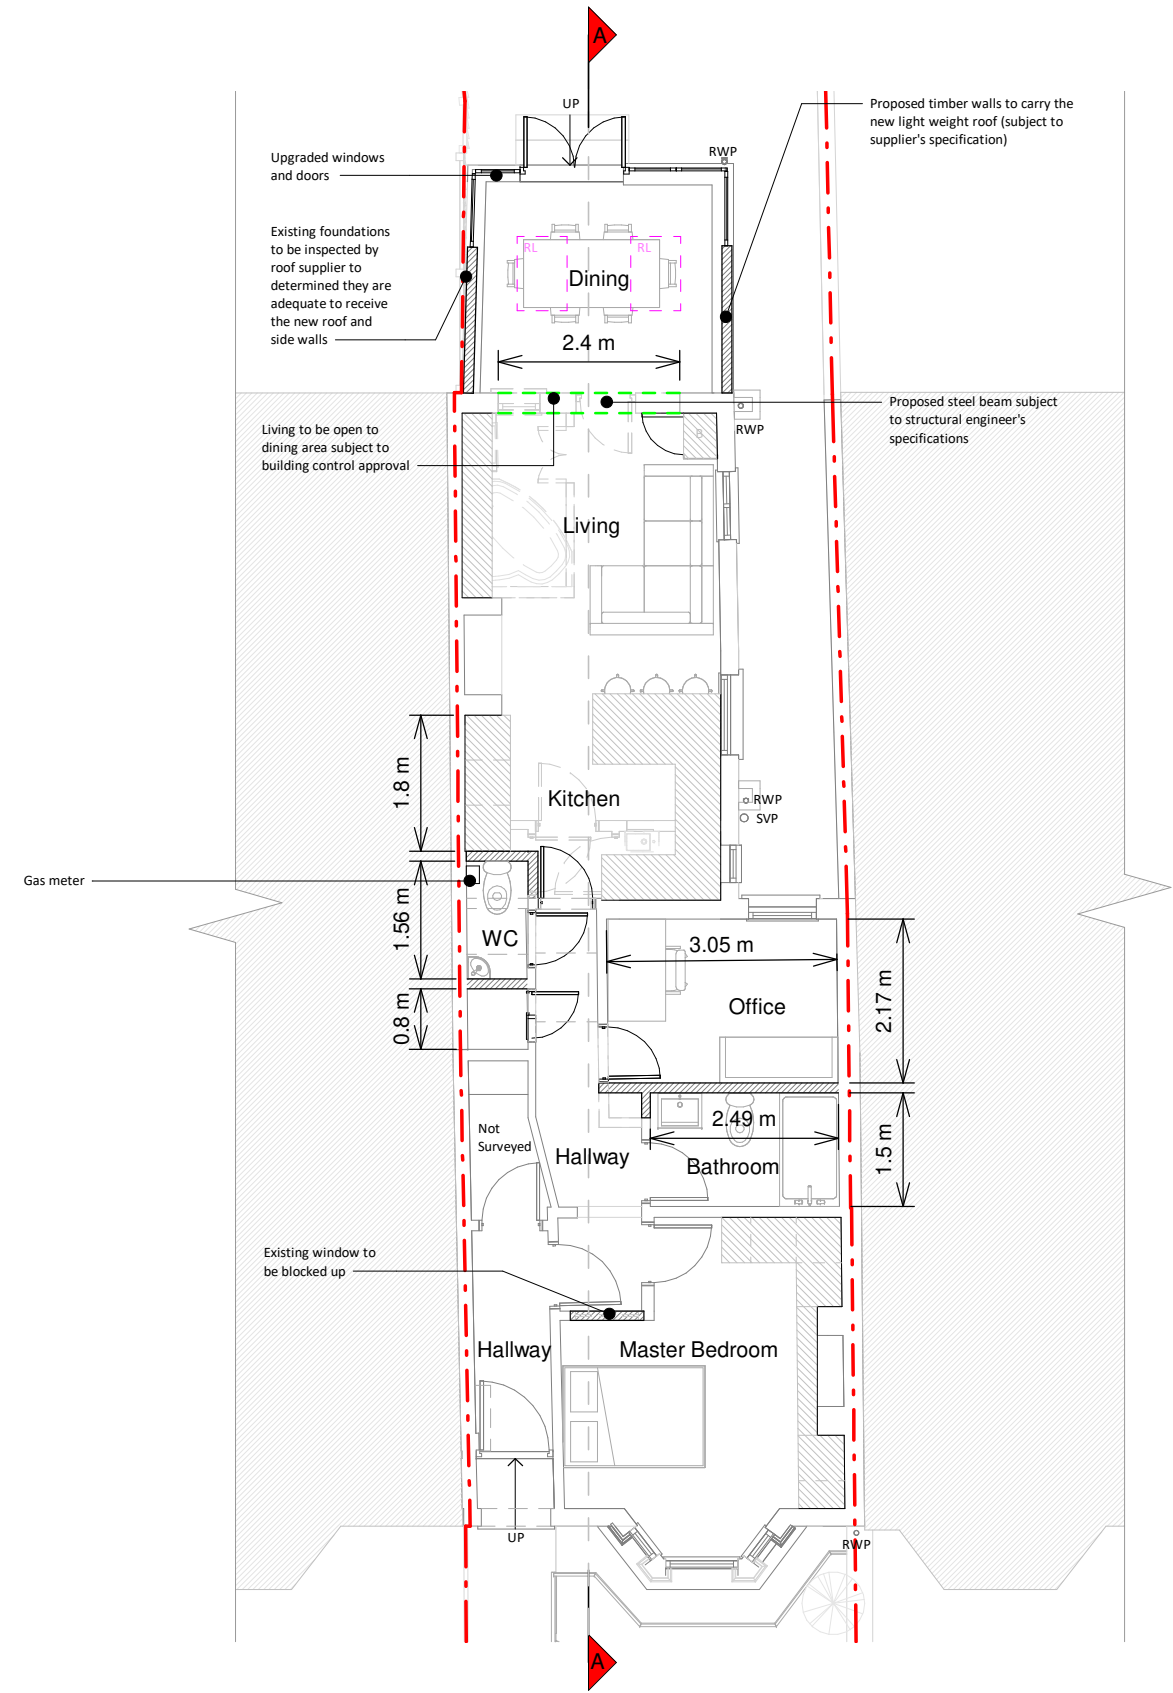 A
UP
Proposed timber walls to carry the
new light weight roof (subject to
supplier's specification)
RWP
Upgraded windows
and doors
Existing foundations
to be inspected by
roof supplier to
determined they are
adequate to receive
the new roof and
side walls
RL
RL
Dining
2.4 m
Proposed steel beam subject
to structural engineer's
specifications
RWP
Living to be open to
dining area subject to
building control approval
B
Living
1.8 m
Kitchen
RWP
SVP
Gas meter
1.56 m
WC
3.05 m
Office
2.17 m
0.8 m
Not
Surveyed
2.49 m
Hallway
Bathroom
1.5 m
Existing window to
be blocked up
Hallway
Master Bedroom
UP
RWP
A